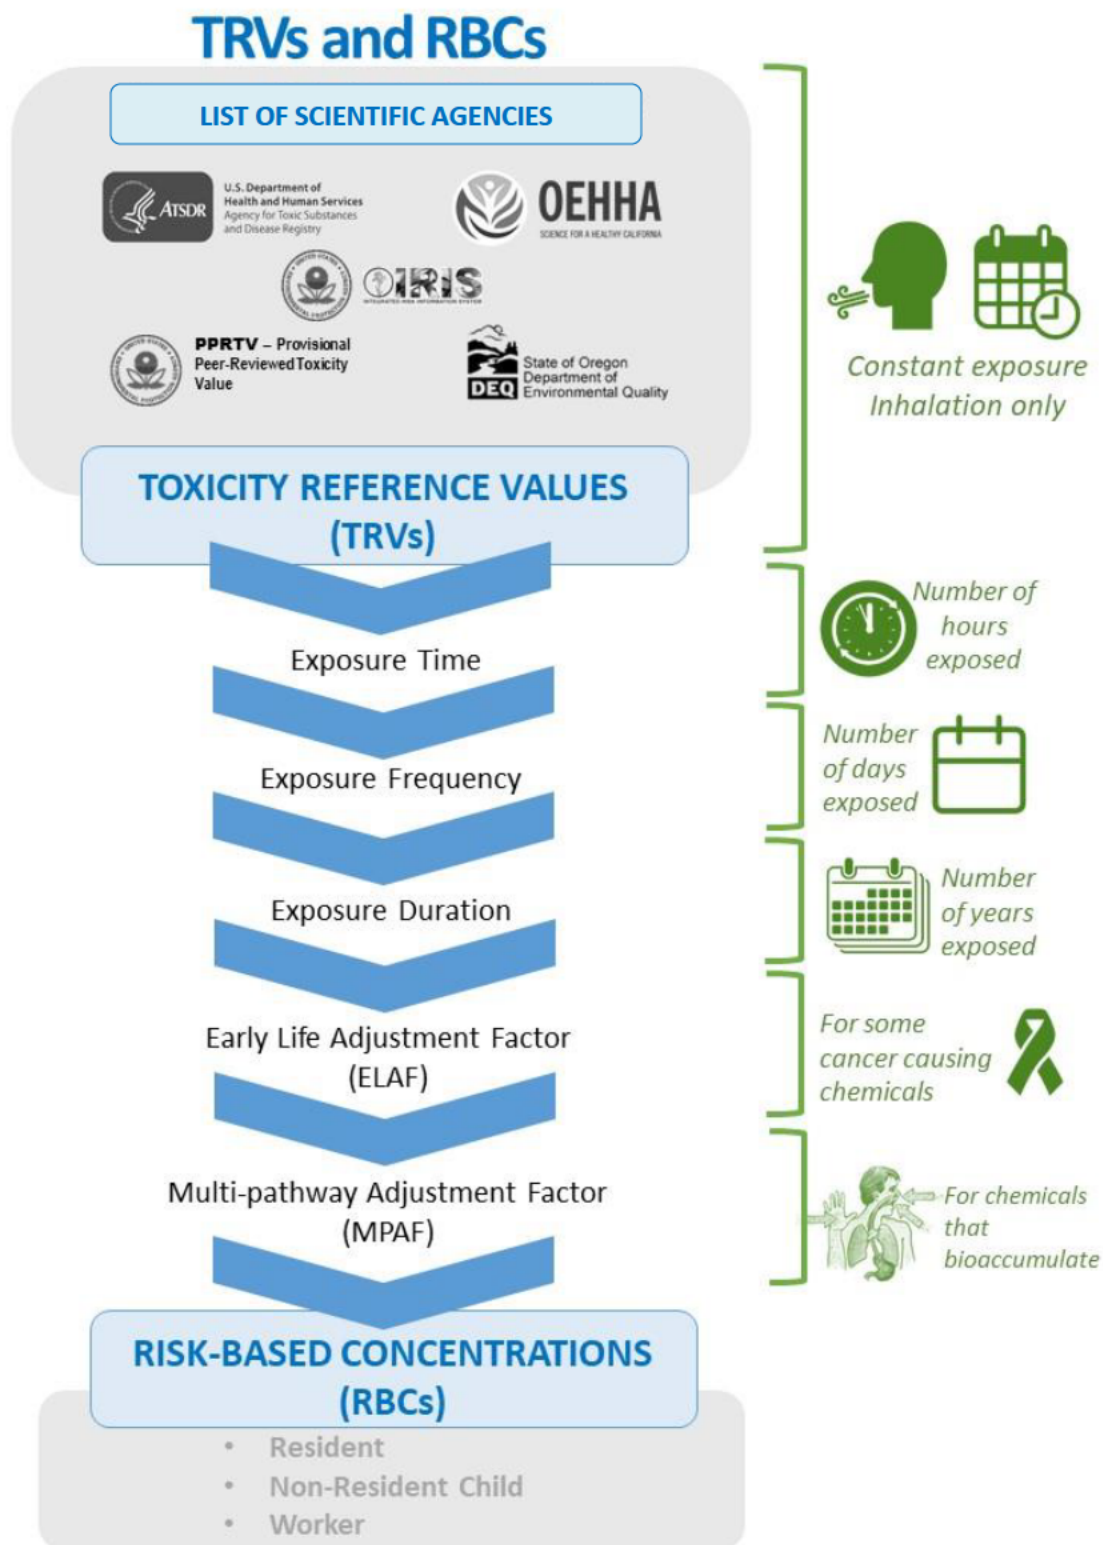 TRVs and RBCs
LIST OF SCIENTIFIC AGENCIES
ATSDR
U.S. Department of
Health and Human Services
Agency for Toxic Substances
and Disease Registry
OEHHA
SCIENCE FOR A HEALTHY CALIFORNIA
IRIS
PPRTV – Provisional
Peer-Reviewed Toxicity
Value
DEQ
State of Oregon
Department of
Environmental Quality
Constant exposure
Inhalation only
TOXICITY REFERENCE VALUES
(TRVs)
Number of
hours
exposed
Exposure Time
Number
of days
exposed
Exposure Frequency
Number
of years
exposed
Exposure Duration
For some
cancer causing
chemicals
Early Life Adjustment Factor
(ELAF)
For chemicals
that
bioaccumulate
Multi-pathway Adjustment Factor
(MPAF)
RISK-BASED CONCENTRATIONS
(RBCs)
• Resident
• Non-Resident Child
• Worker